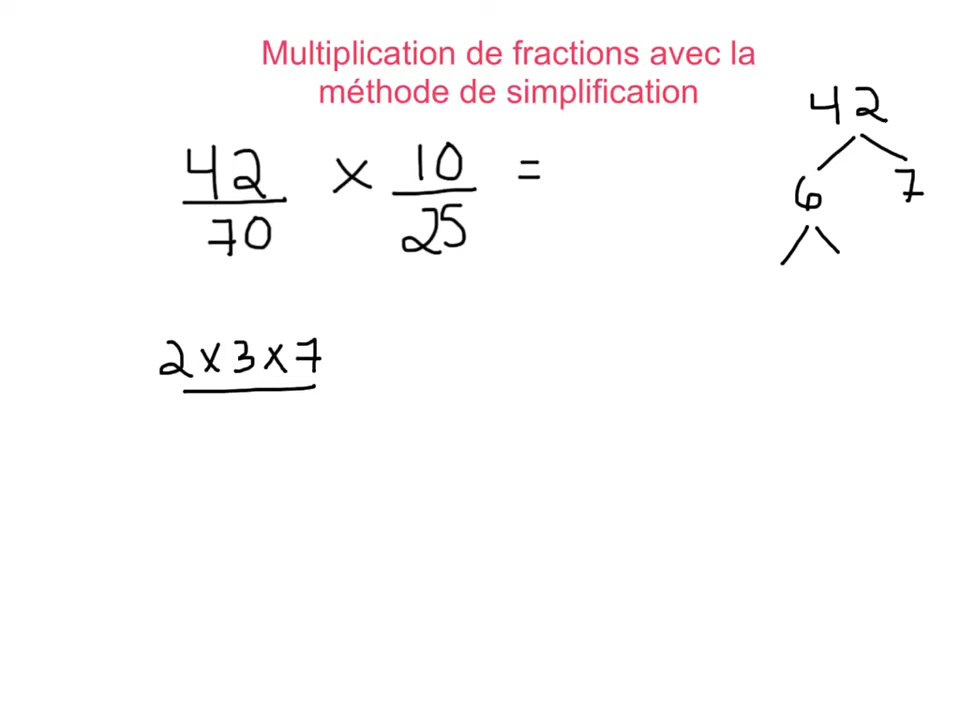 Multiplication de fractions avec la
méthode de simplification
42
42 × 10 =
70 25
6 7
2 × 3 × 7